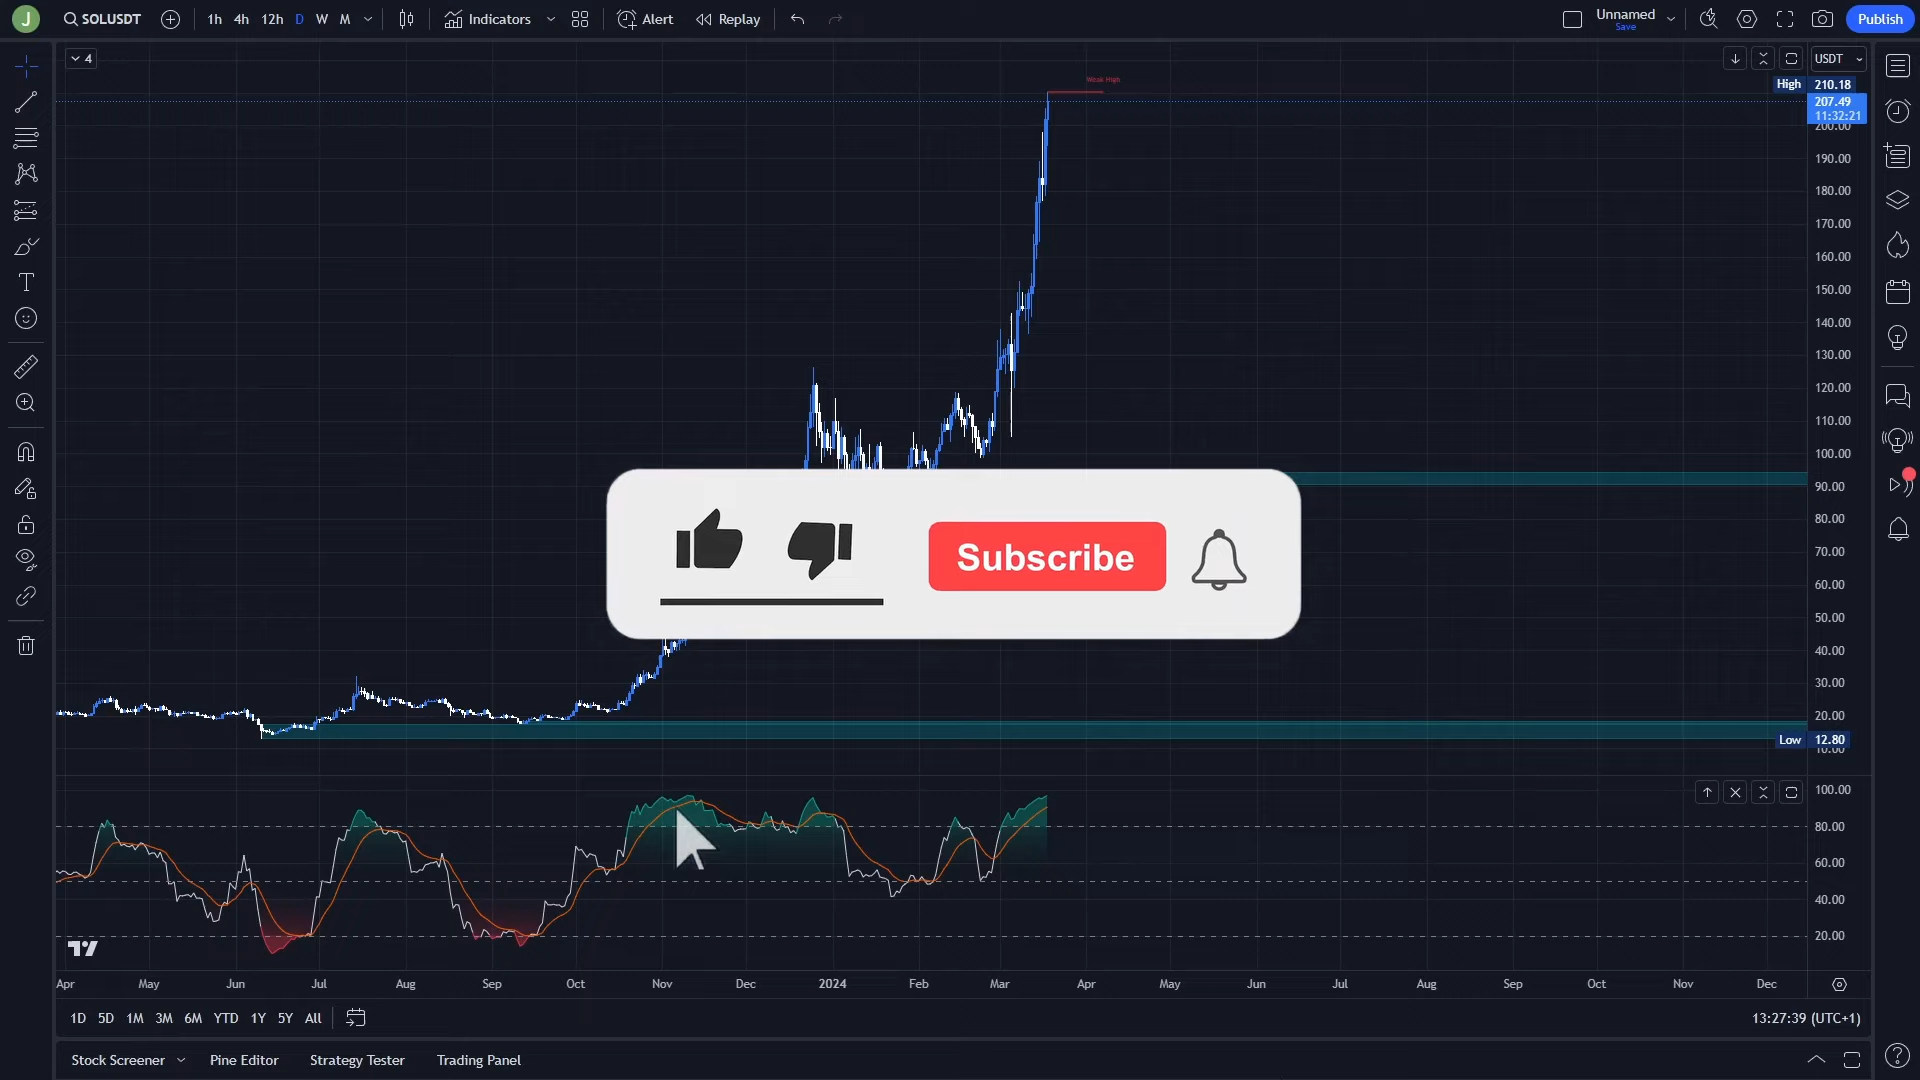 J SOLUSDT 1h 4h 12h D W M Indicators Alert Replay Unnamed Publish
Save
4
USDT
Weak High
High 210.18
207.49
11:32:21
200.00
190.00
180.00
170.00
160.00
150.00
140.00
130.00
120.00
110.00
100.00
90.00
80.00
70.00
60.00
50.00
40.00
30.00
20.00
Low 12.80
10.00
Subscribe
100.00
80.00
60.00
40.00
20.00
Apr May Jun Jul Aug Sep Oct Nov Dec 2024 Feb Mar Apr May Jun Jul Aug Sep Oct Nov Dec
1D 5D 1M 3M 6M YTD 1Y 5Y All 13:27:39 (UTC+1)
Stock Screener Pine Editor Strategy Tester Trading Panel